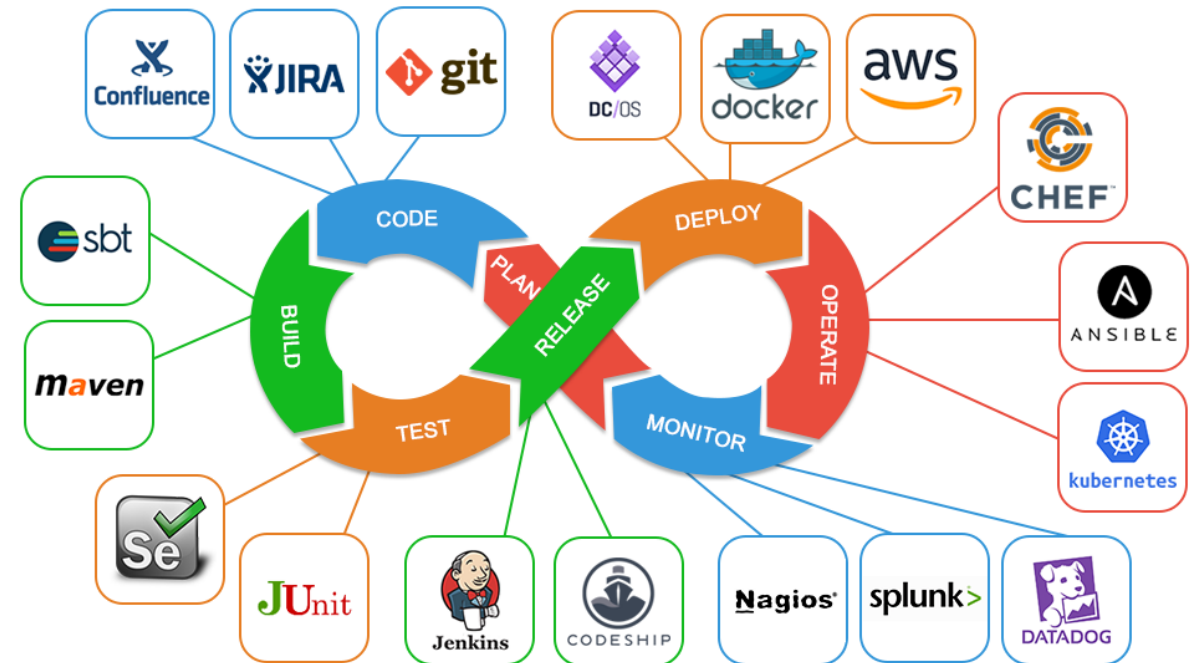 Confluence
JIRA
git
DC/OS
docker
aws
CHEF™
sbt
CODE
DEPLOY
PLAN
RELEASE
BUILD
OPERATE
ANSIBLE
maven
TEST
MONITOR
kubernetes
Se
JUnit
Jenkins
CODESHIP
Nagios®
splunk>
DATADOG